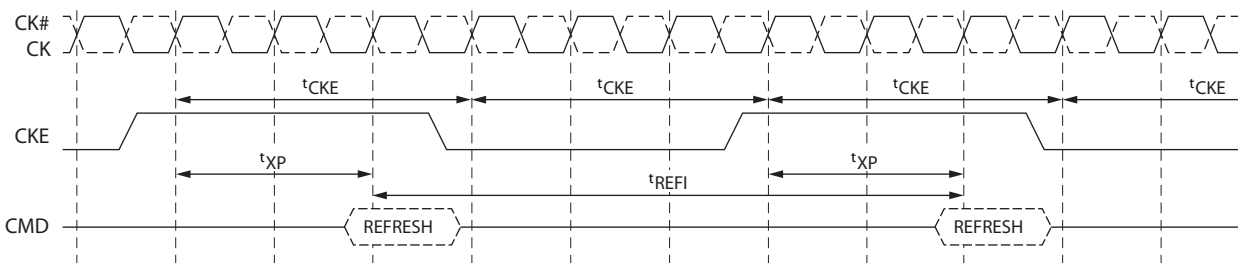 CK#
CK
tCKE tCKE tCKE tCKE
CKE
tXP tXP
tREFI
CMD REFRESH REFRESH